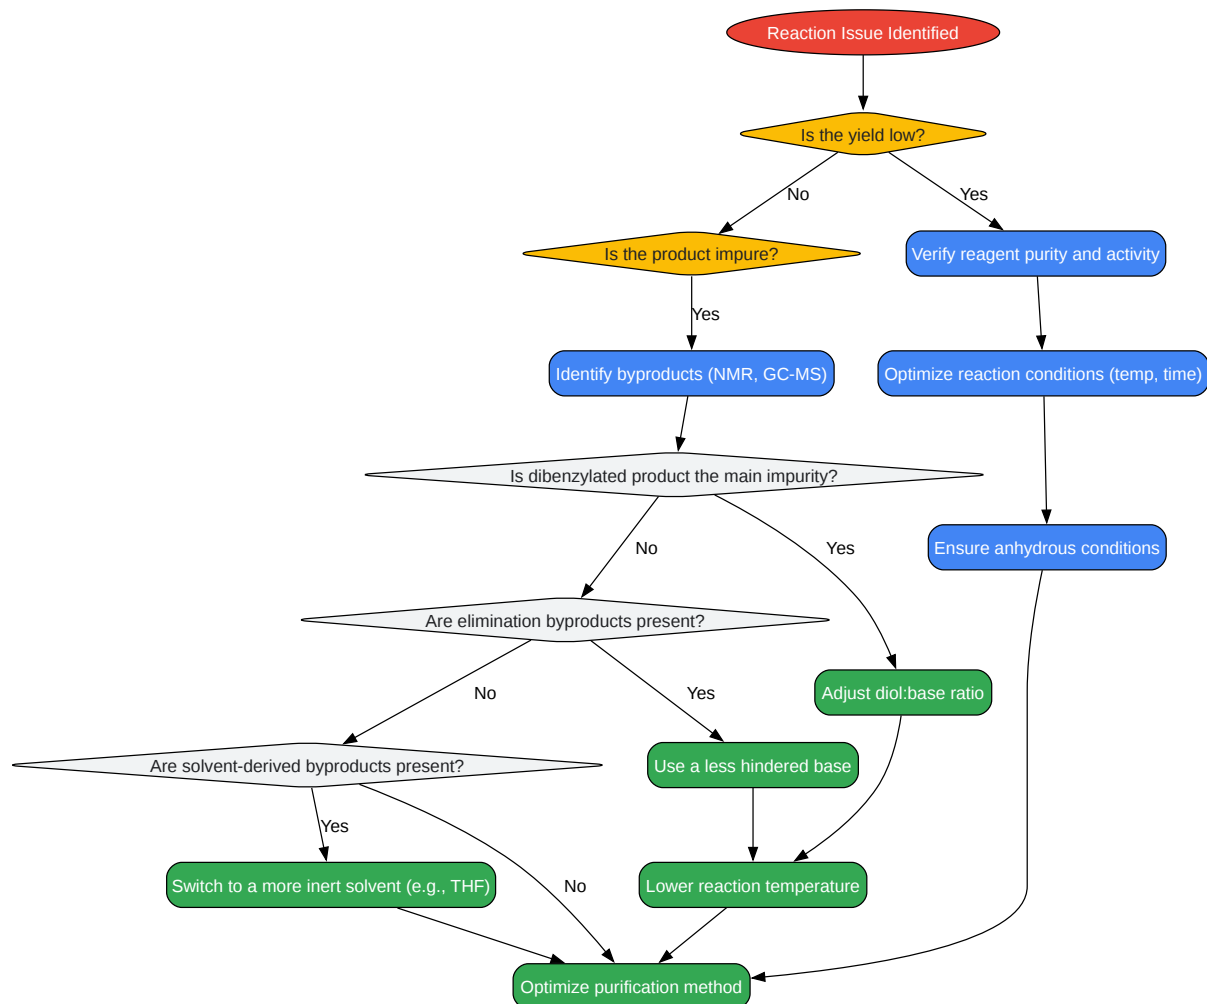 Reaction Issue Identified
Is the yield low?
No
Yes
Is the product impure?
Verify reagent purity and activity
Yes
Identify byproducts (NMR, GC-MS)
Optimize reaction conditions (temp, time)
Is dibenzylated product the main impurity?
No
Yes
Ensure anhydrous conditions
Are elimination byproducts present?
No
Yes
Adjust diol:base ratio
Are solvent-derived byproducts present?
Use a less hindered base
Yes
No
Switch to a more inert solvent (e.g., THF)
Lower reaction temperature
Optimize purification method